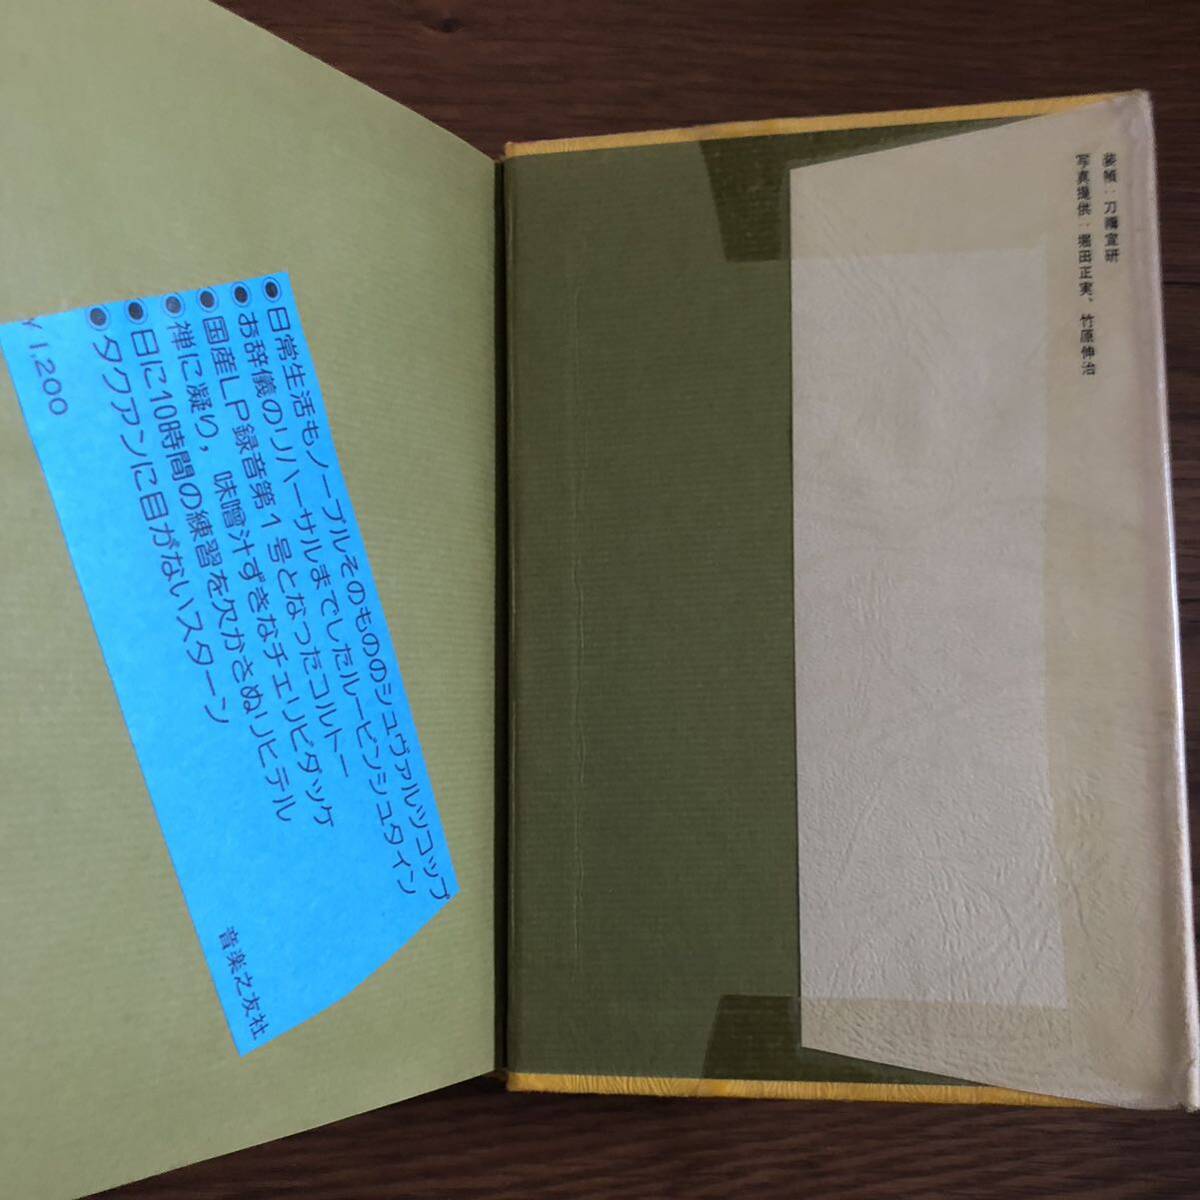 ●日常生活もノーブルそのもののシュヴァルツコップ
●お辞儀のリハーサルまでしたルービンシュタイン
●国産LP録音第1号となったコルトー
●禅に凝り，味噌汁ずきなチェリビダッケ
●日に10時間の練習を欠かさぬリヒテル
●タクアンに目がないスターン
¥1,200
音楽之友社
装幀：刀禰宣研
写真提供：堀田正実、竹原伸治